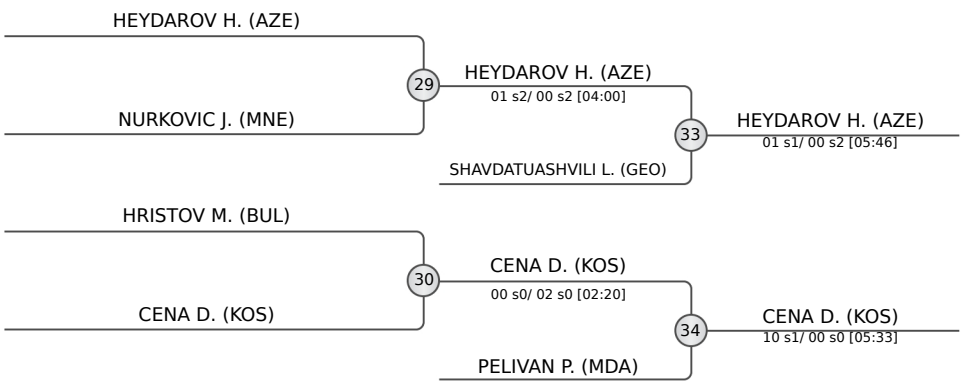 HEYDAROV H. (AZE)
29
HEYDAROV H. (AZE)
01 s2/ 00 s2 [04:00]
NURKOVIC J. (MNE)
33
HEYDAROV H. (AZE)
01 s1/ 00 s2 [05:46]
SHAVDATUASHVILI L. (GEO)
HRISTOV M. (BUL)
30
CENA D. (KOS)
00 s0/ 02 s0 [02:20]
CENA D. (KOS)
34
CENA D. (KOS)
10 s1/ 00 s0 [05:33]
PELIVAN P. (MDA)